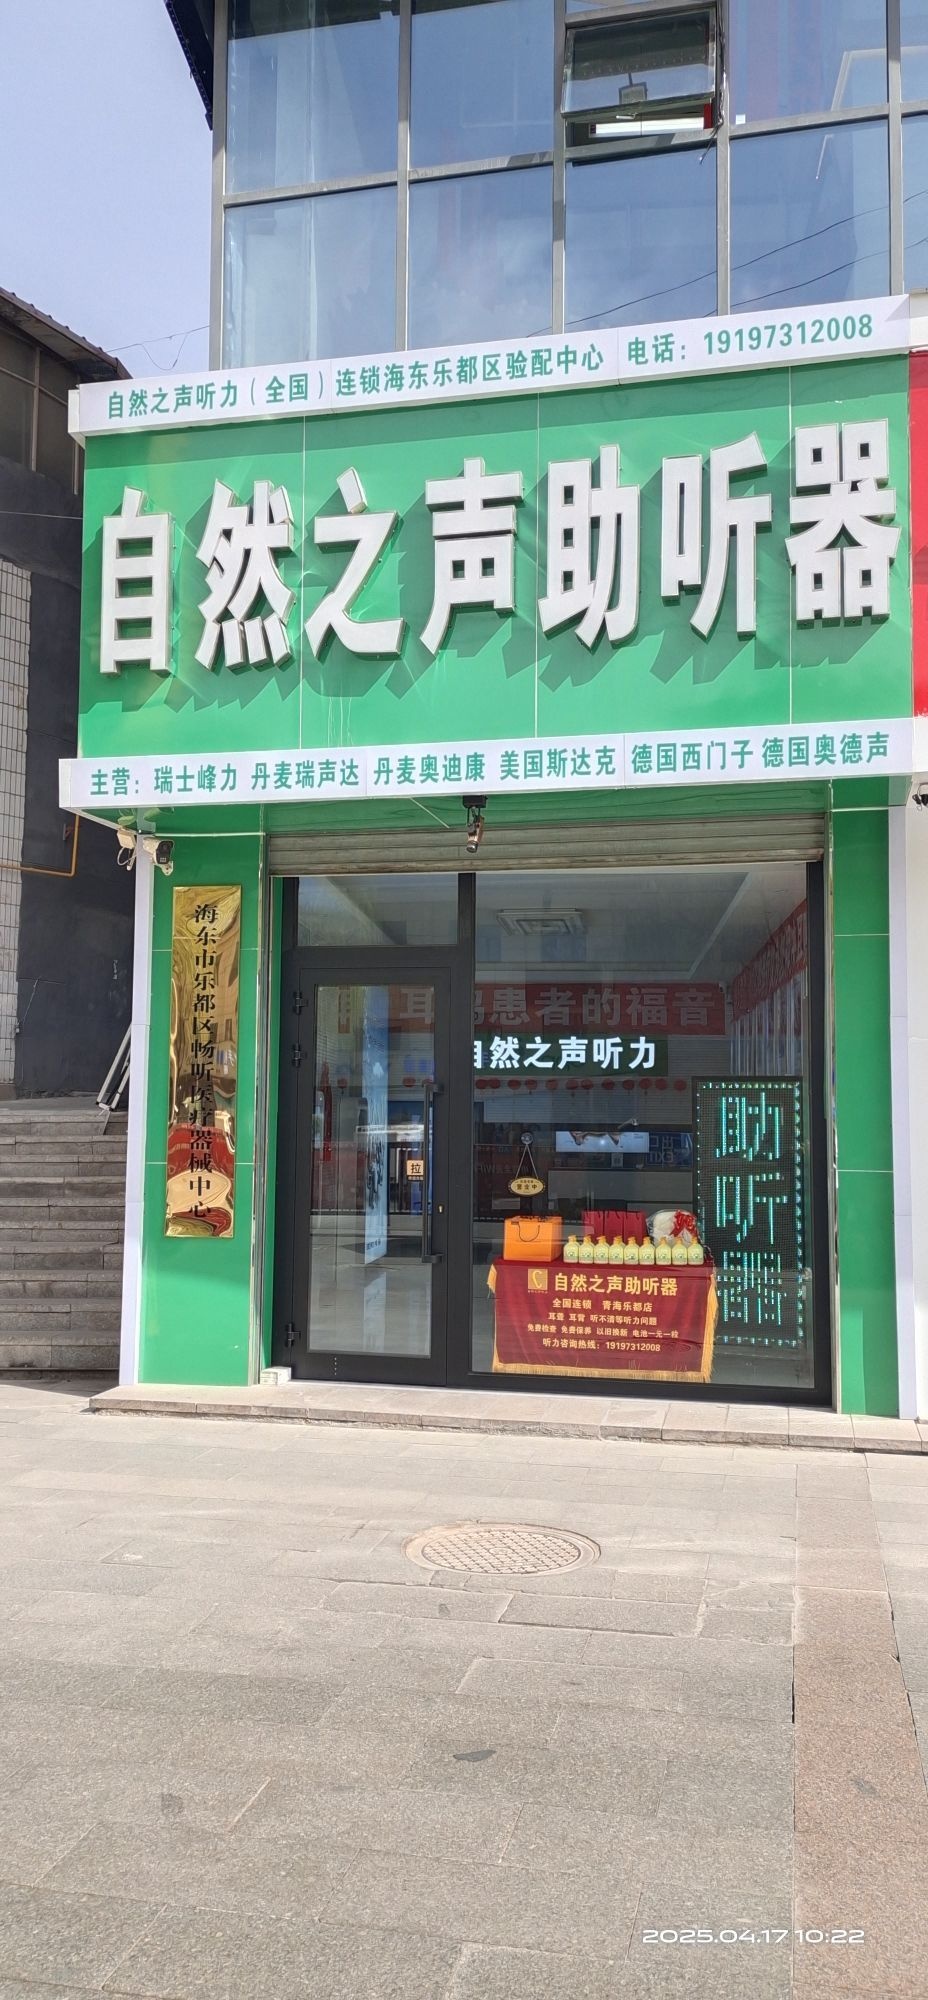 自然之声听力（全国）连锁海东乐都区验配中心 电话：19197312008
自然之声助听器
主营：瑞士峰力 丹麦瑞声达 丹麦奥迪康 美国斯达克 德国西门子 德国奥德声
海东市乐都区畅听医疗器械中心
耳鸣患者的福音
自然之声听力
拉
营业中
助听器
自然之声助听器
全国连锁 青海乐都店
耳聋 耳背 听不清等听力问题
免费检查 免费保养 以旧换新 电池一元一粒
听力咨询热线：19197312008
2025.04.17 10:22